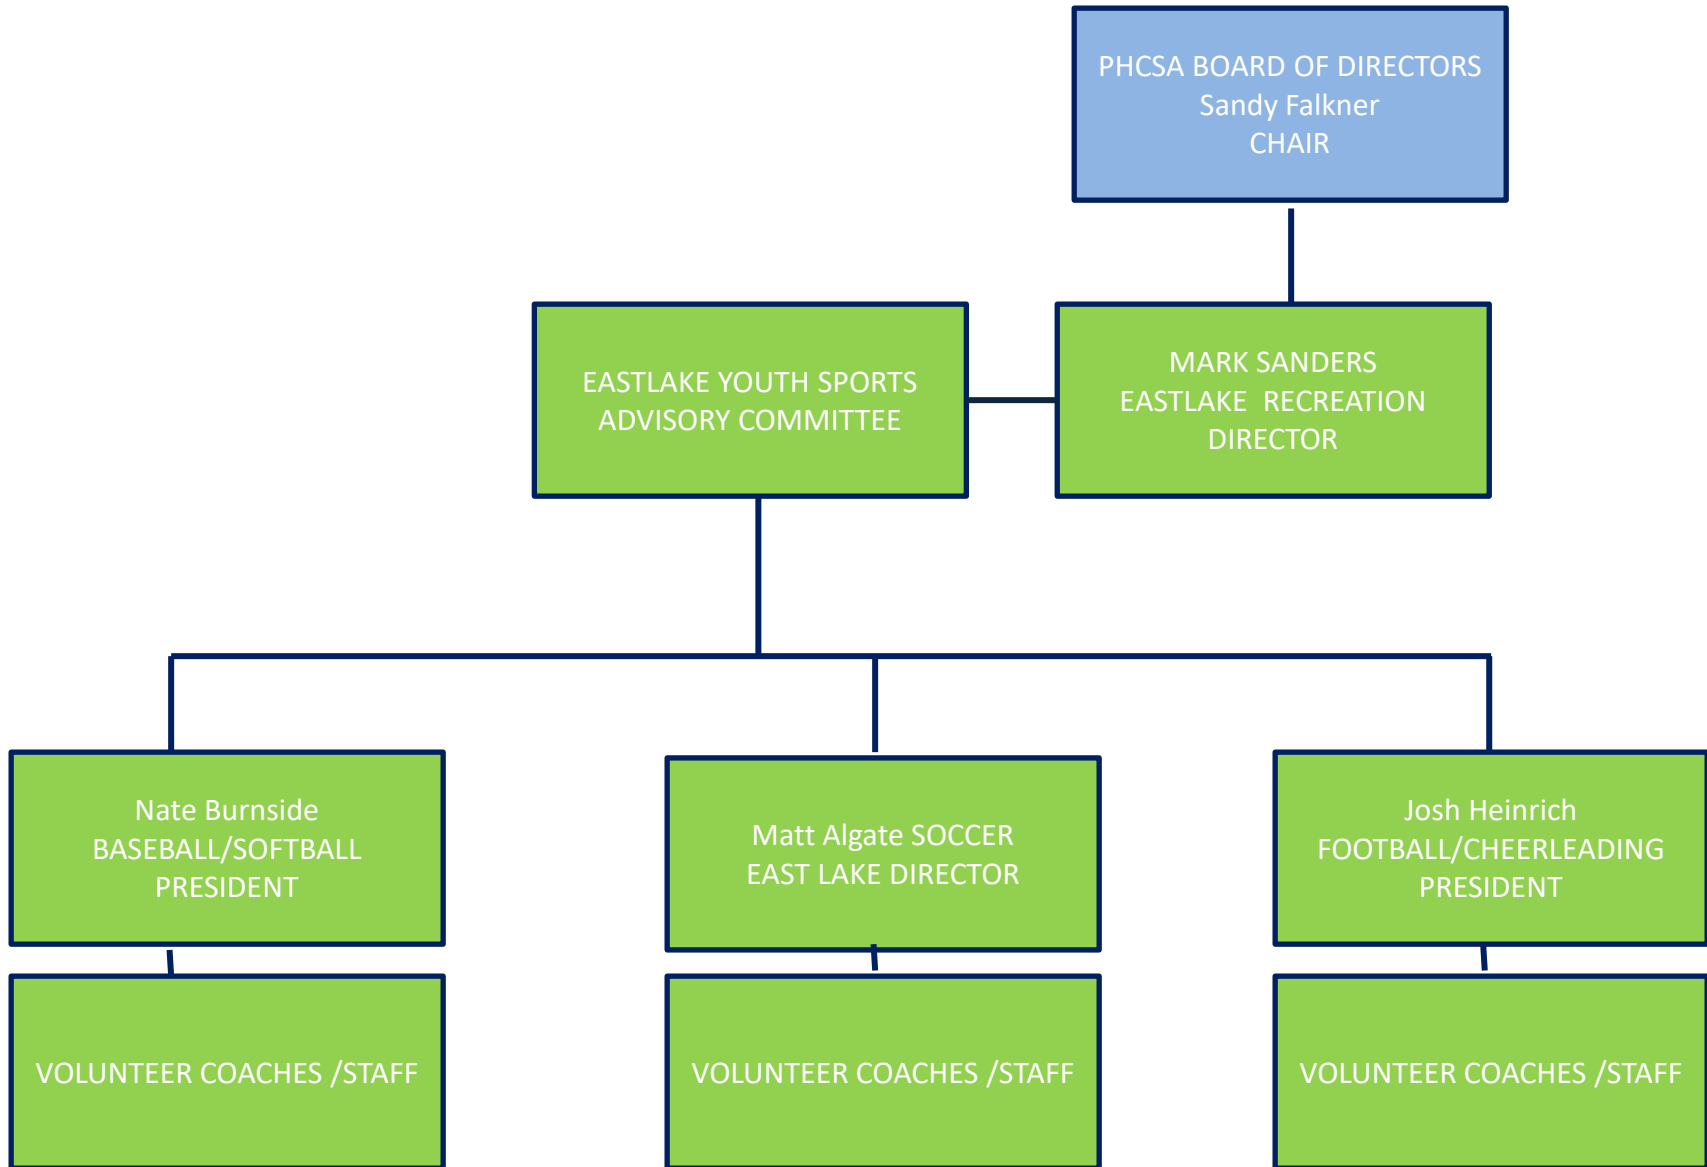 PHCSA BOARD OF DIRECTORS
Sandy Falkner
CHAIR
EASTLAKE YOUTH SPORTS
ADVISORY COMMITTEE
MARK SANDERS
EASTLAKE  RECREATION
DIRECTOR
Nate Burnside
BASEBALL/SOFTBALL
PRESIDENT
Matt Algate SOCCER
EAST LAKE DIRECTOR
Josh Heinrich
FOOTBALL/CHEERLEADING
PRESIDENT
VOLUNTEER COACHES /STAFF
VOLUNTEER COACHES /STAFF
VOLUNTEER COACHES /STAFF